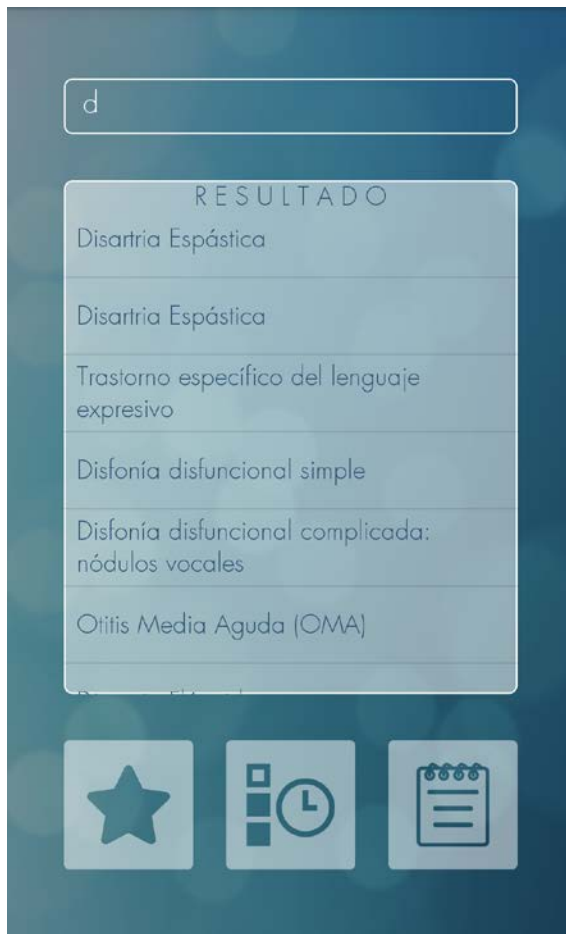 d
RESULTADO
Disartria Espástica
Disartria Espástica
Trastorno específico del lenguaje
expresivo
Disfonía disfuncional simple
Disfonía disfuncional complicada:
nódulos vocales
Otitis Media Aguda (OMA)